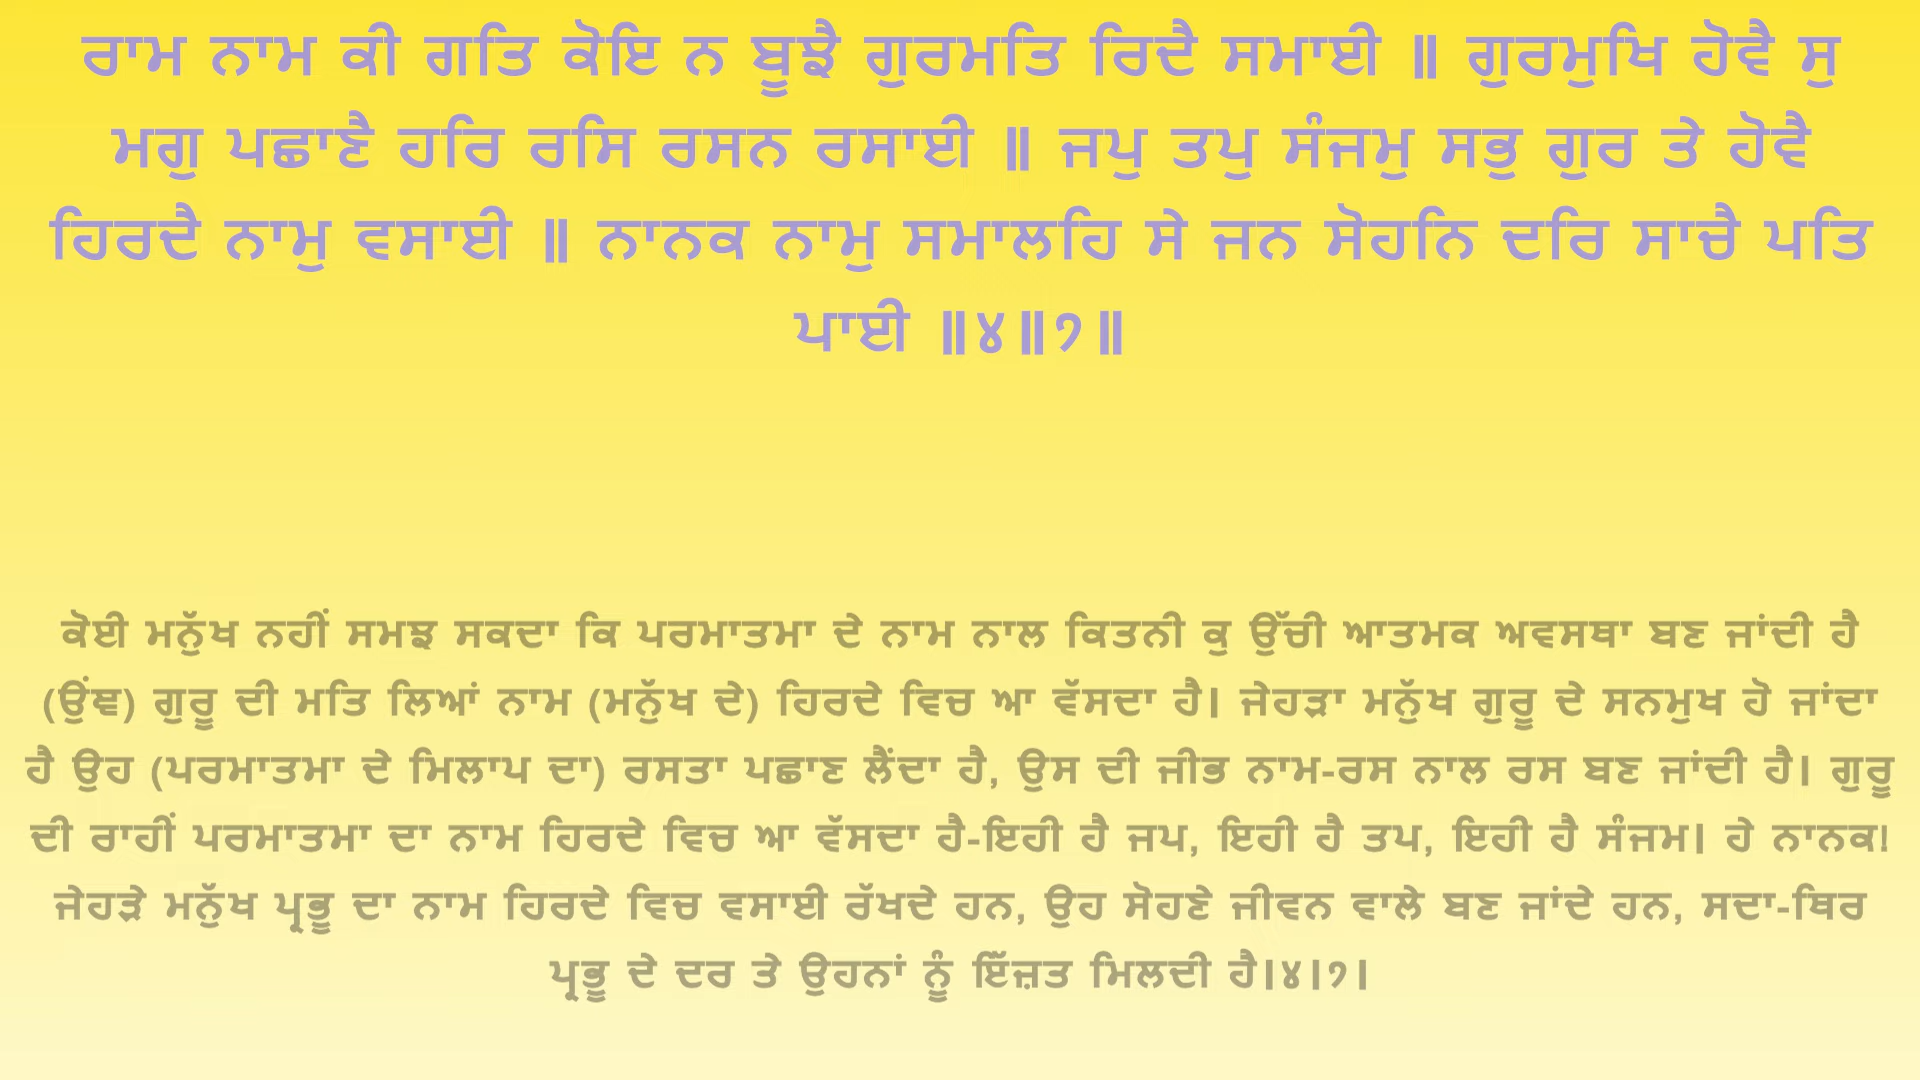 ਰਾਮ ਨਾਮ ਕੀ ਗਤਿ ਕੋਇ ਨ ਬੂਝੈ ਗੁਰਮਤਿ ਰਿਦੈ ਸਮਾਈ ॥ ਗੁਰਮੁਖਿ ਹੋਵੈ ਸੁ
ਮਗੁ ਪਛਾਣੈ ਹਰਿ ਰਸਿ ਰਸਨ ਰਸਾਈ ॥ ਜਪੁ ਤਪੁ ਸੰਜਮੁ ਸਭੁ ਗੁਰ ਤੇ ਹੋਵੈ
ਹਿਰਦੈ ਨਾਮੁ ਵਸਾਈ ॥ ਨਾਨਕ ਨਾਮੁ ਸਮਾਲਹਿ ਸੇ ਜਨ ਸੋਹਨਿ ਦਰਿ ਸਾਚੈ ਪਤਿ
ਪਾਈ ॥੪॥੭॥
ਕੋਈ ਮਨੁੱਖ ਨਹੀਂ ਸਮਝ ਸਕਦਾ ਕਿ ਪਰਮਾਤਮਾ ਦੇ ਨਾਮ ਨਾਲ ਕਿਤਨੀ ਕੁ ਉੱਚੀ ਆਤਮਕ ਅਵਸਥਾ ਬਣ ਜਾਂਦੀ ਹੈ
(ਉਂਞ) ਗੁਰੂ ਦੀ ਮਤਿ ਲਿਆਂ ਨਾਮ (ਮਨੁੱਖ ਦੇ) ਹਿਰਦੇ ਵਿਚ ਆ ਵੱਸਦਾ ਹੈ। ਜੇਹੜਾ ਮਨੁੱਖ ਗੁਰੂ ਦੇ ਸਨਮੁਖ ਹੋ ਜਾਂਦਾ
ਹੈ ਉਹ (ਪਰਮਾਤਮਾ ਦੇ ਮਿਲਾਪ ਦਾ) ਰਸਤਾ ਪਛਾਣ ਲੈਂਦਾ ਹੈ, ਉਸ ਦੀ ਜੀਭ ਨਾਮ-ਰਸ ਨਾਲ ਰਸ ਬਣ ਜਾਂਦੀ ਹੈ। ਗੁਰੂ
ਦੀ ਰਾਹੀਂ ਪਰਮਾਤਮਾ ਦਾ ਨਾਮ ਹਿਰਦੇ ਵਿਚ ਆ ਵੱਸਦਾ ਹੈ-ਇਹੀ ਹੈ ਜਪ, ਇਹੀ ਹੈ ਤਪ, ਇਹੀ ਹੈ ਸੰਜਮ। ਹੇ ਨਾਨਕ!
ਜੇਹੜੇ ਮਨੁੱਖ ਪ੍ਰਭੂ ਦਾ ਨਾਮ ਹਿਰਦੇ ਵਿਚ ਵਸਾਈ ਰੱਖਦੇ ਹਨ, ਉਹ ਸੋਹਣੇ ਜੀਵਨ ਵਾਲੇ ਬਣ ਜਾਂਦੇ ਹਨ, ਸਦਾ-ਥਿਰ
ਪ੍ਰਭੂ ਦੇ ਦਰ ਤੇ ਉਹਨਾਂ ਨੂੰ ਇੱਜ਼ਤ ਮਿਲਦੀ ਹੈ।੪।੭।